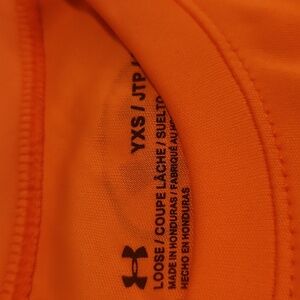 YXS / JTP /
LOOSE / COUPE LÂCHE / SUELTO
MADE IN HONDURAS / FABRIQUÉ AU
HECHO EN HONDURAS